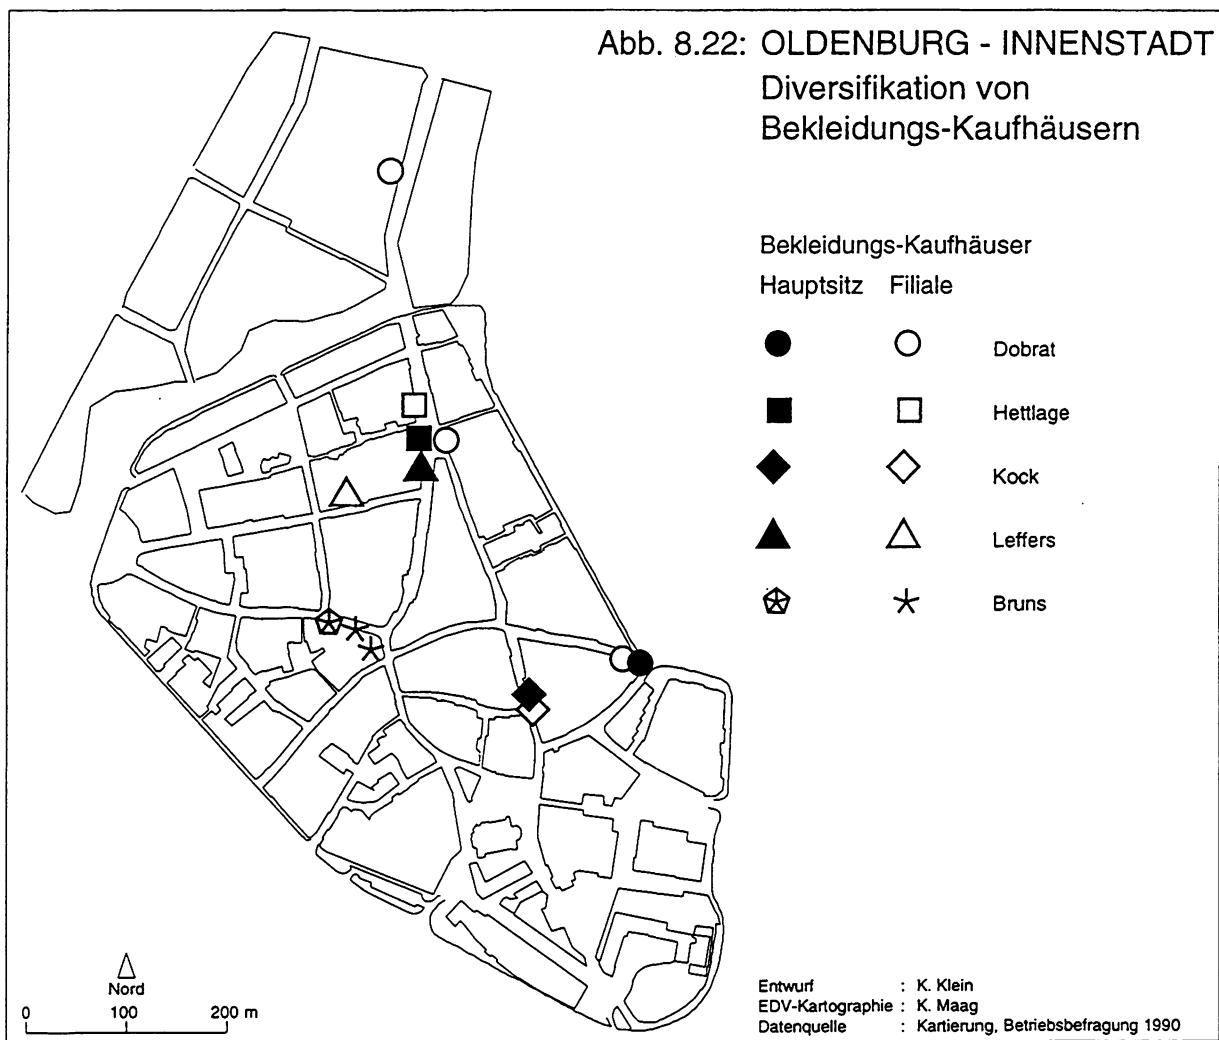 Abb. 8.22: OLDENBURG - INNENSTADT
Diversifikation von
Bekleidungs-Kaufhäusern
Bekleidungs-Kaufhäuser
Hauptsitz Filiale
Dobrat
Hettlage
Kock
Leffers
Bruns
Nord
0 100 200 m
Entwurf : K. Klein
EDV-Kartographie : K. Maag
Datenquelle : Kartierung, Betriebsbefragung 1990